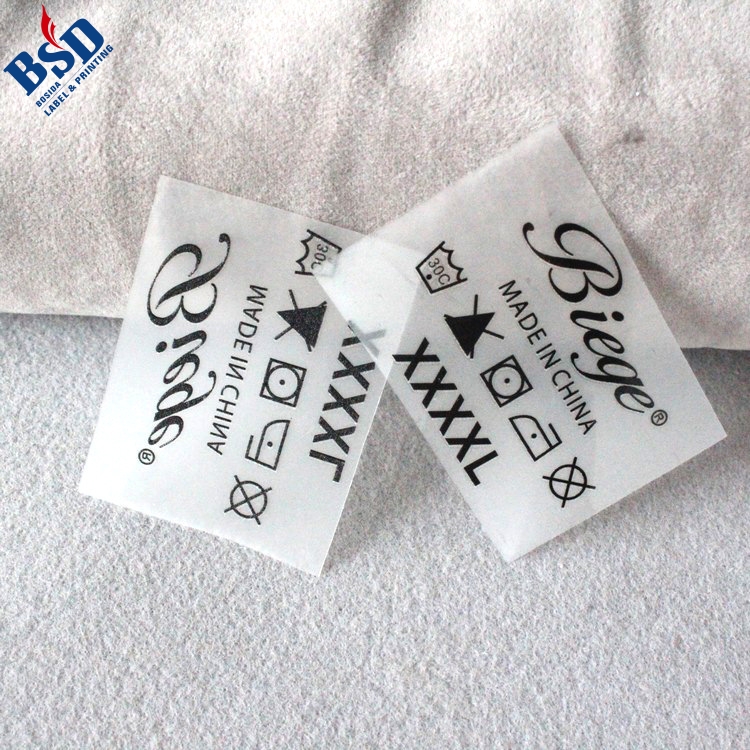 BSD
BOSIDA
LABEL & PRINTING
Biege®
MADE IN CHINA
30C
XXXXL
Biege®
MADE IN CHINA
30C
XXXXL